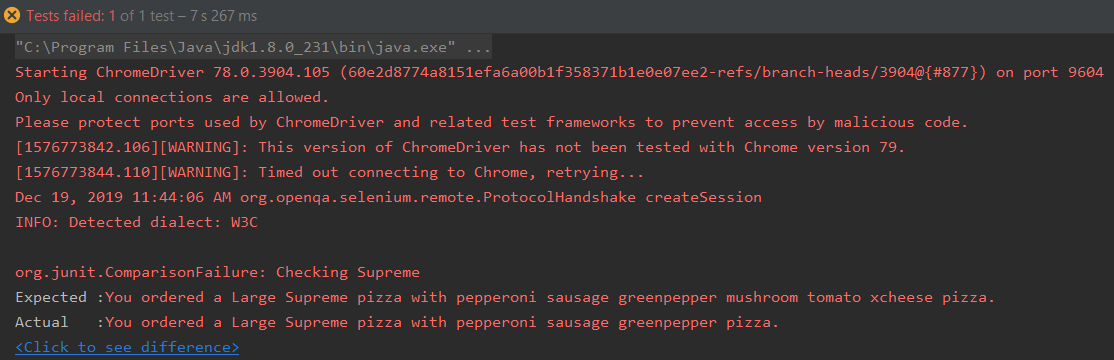 Tests failed: 1 of 1 test – 7 s 267 ms
"C:\Program Files\Java\jdk1.8.0_231\bin\java.exe" ...
Starting ChromeDriver 78.0.3904.105 (60e2d8774a8151efa6a00b1f358371b1e0e07ee2-refs/branch-heads/3904@{#877}) on port 9604
Only local connections are allowed.
Please protect ports used by ChromeDriver and related test frameworks to prevent access by malicious code.
[1576773842.106][WARNING]: This version of ChromeDriver has not been tested with Chrome version 79.
[1576773844.110][WARNING]: Timed out connecting to Chrome, retrying...
Dec 19, 2019 11:44:06 AM org.openqa.selenium.remote.ProtocolHandshake createSession
INFO: Detected dialect: W3C
org.junit.ComparisonFailure: Checking Supreme
Expected :You ordered a Large Supreme pizza with pepperoni sausage greenpepper mushroom tomato xcheese pizza.
Actual   :You ordered a Large Supreme pizza with pepperoni sausage greenpepper pizza.
<Click to see difference>